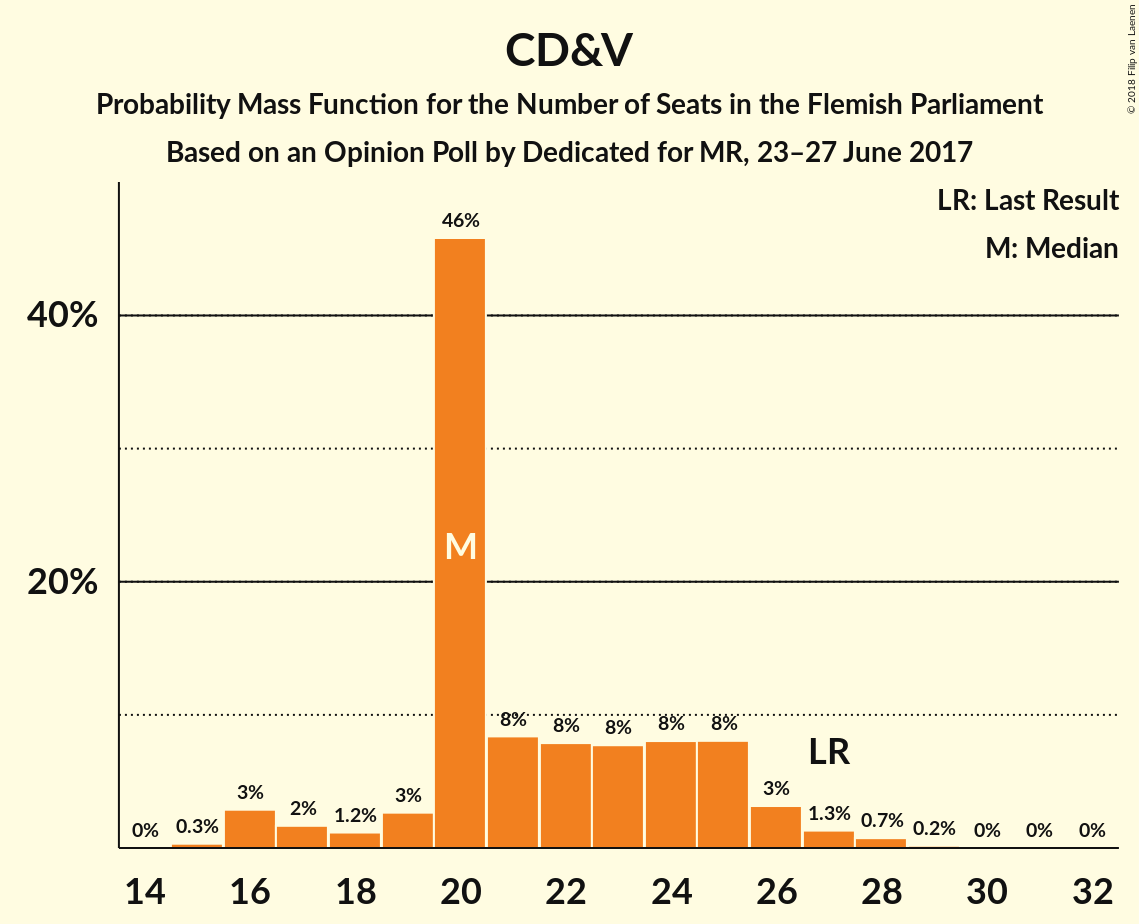 CD&V
Probability Mass Function for the Number of Seats in the Flemish Parliament
Based on an Opinion Poll by Dedicated for MR, 23–27 June 2017
© 2018 Filip van Laenen
LR: Last Result
M: Median
40%
20%
0%
0.3%
3%
2%
1.2%
3%
46%
M
8%
8%
8%
8%
8%
3%
LR
1.3%
0.7%
0.2%
0%
0%
0%
14 16 18 20 22 24 26 28 30 32